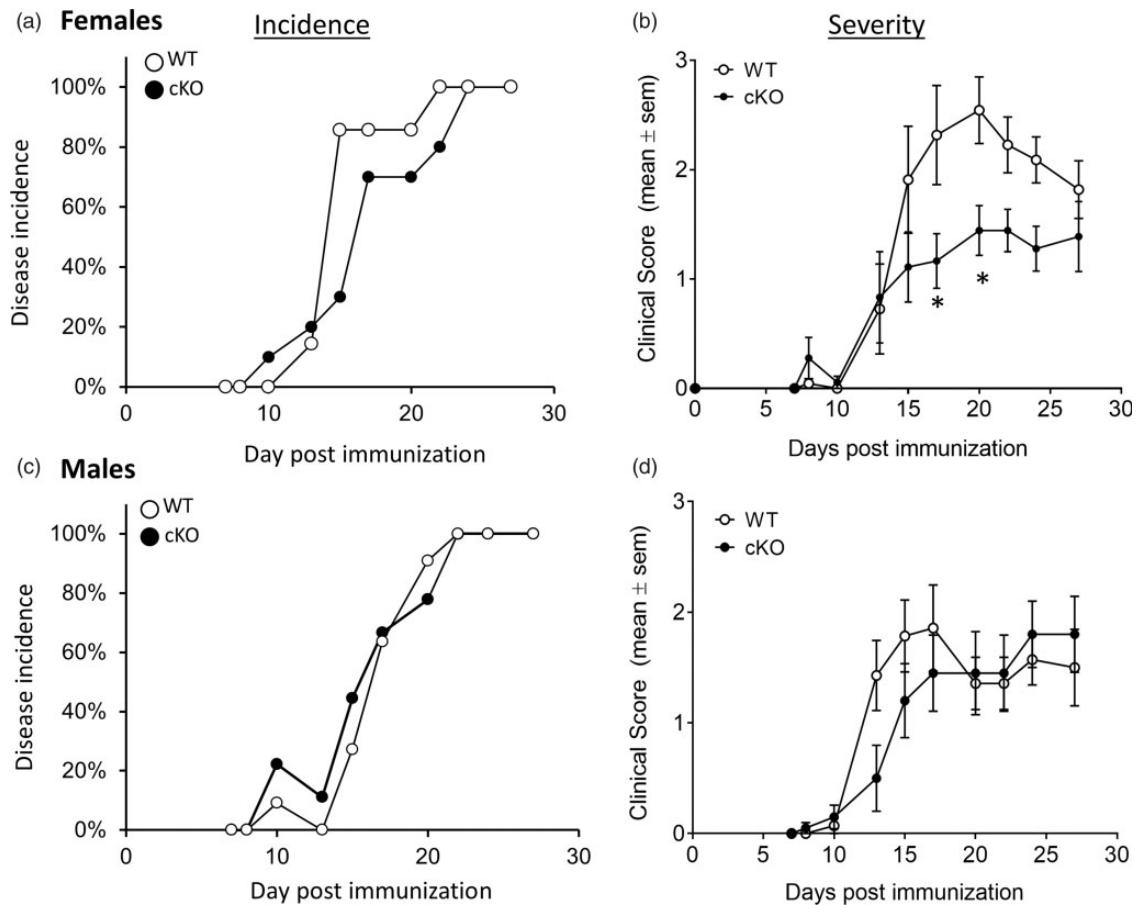 (a) Females
Incidence
WT
cKO
100%
80%
60%
40%
20%
0%
0 10 20 30
Disease incidence
Day post immunization
(b)
Severity
WT
cKO
3
2
1
0
0 5 10 15 20 25 30
Clinical Score (mean ± sem)
* *
Days post immunization
(c) Males
WT
cKO
100%
80%
60%
40%
20%
0%
0 10 20 30
Disease incidence
Day post immunization
(d)
WT
cKO
3
2
1
0
0 5 10 15 20 25 30
Clinical Score (mean ± sem)
Days post immunization